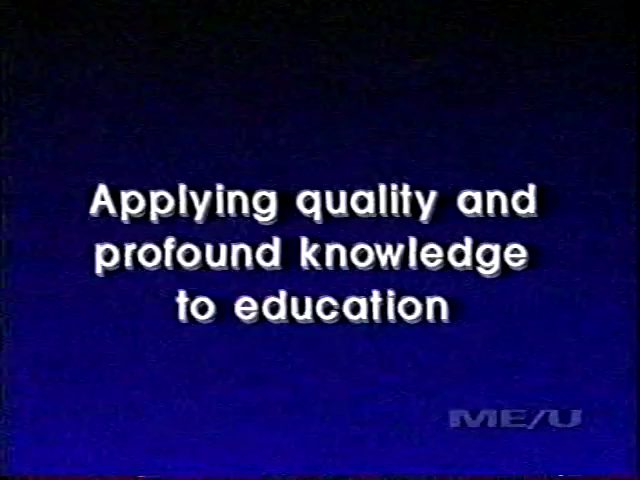 Applying quality and
profound knowledge
to education
ME/U